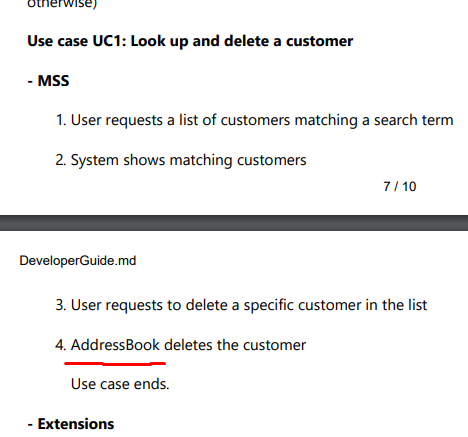 otherwise)
Use case UC1: Look up and delete a customer
- MSS
1. User requests a list of customers matching a search term
2. System shows matching customers
7 / 10
DeveloperGuide.md
3. User requests to delete a specific customer in the list
4. AddressBook deletes the customer
Use case ends.
- Extensions